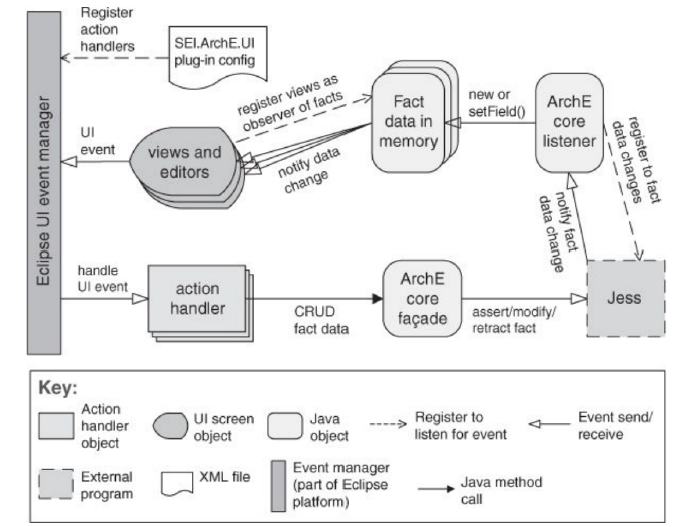 Register
action
handlers
SEI.ArchE.UI
plug-in config
register views as
observer of facts
Fact
data in
memory
new or
setField()
ArchE
core
listener
register to fact
data changes
Eclipse UI event manager
UI
event
views and
editors
notify data
change
notify fact
data change
handle
UI event
action
handler
CRUD
fact data
ArchE
core
façade
assert/modify/
retract fact
Jess
Key:
Action
handler
object
UI screen
object
Java
object
Register to
listen for event
Event send/
receive
External
program
XML file
Event manager
(part of Eclipse
platform)
Java method
call